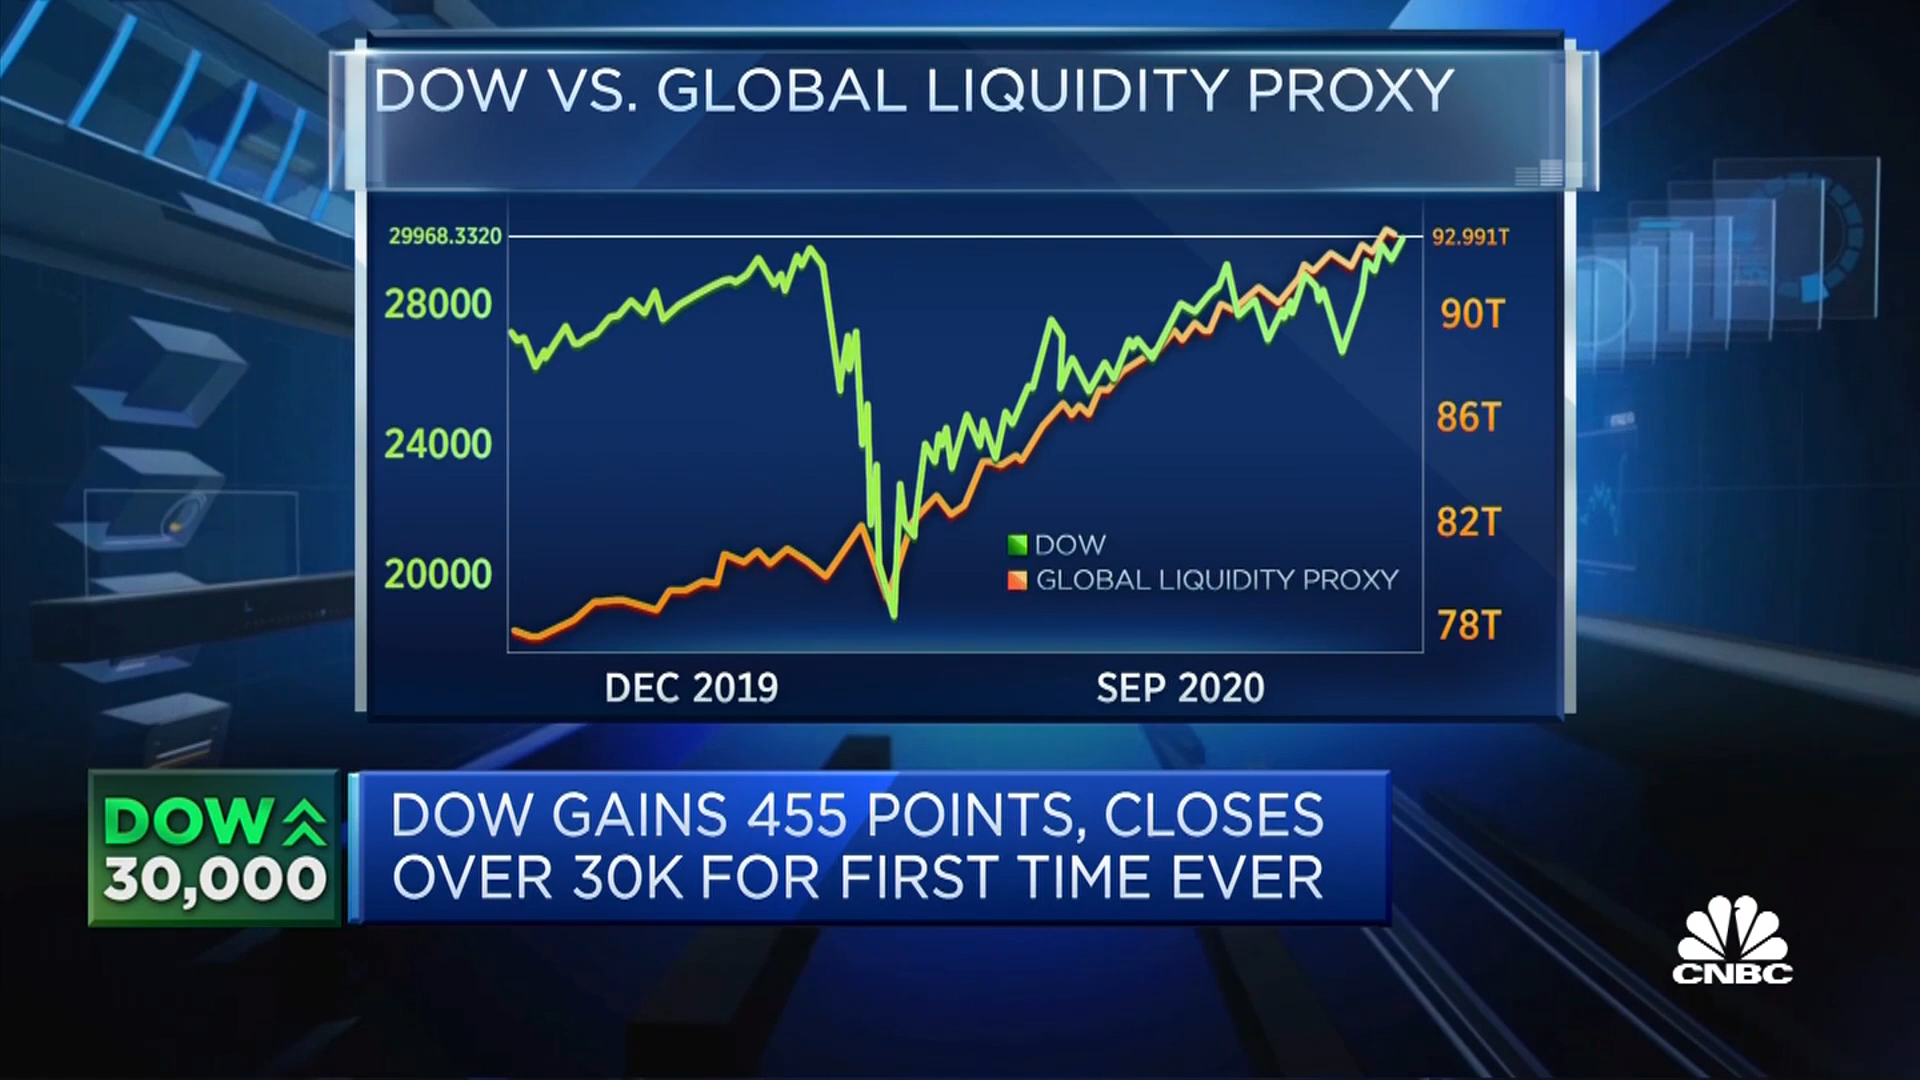 DOW VS. GLOBAL LIQUIDITY PROXY
29968.3320
28000
24000
20000
92.991T
90T
86T
82T
78T
DOW
GLOBAL LIQUIDITY PROXY
DEC 2019
SEP 2020
DOW
30,000
DOW GAINS 455 POINTS, CLOSES
OVER 30K FOR FIRST TIME EVER
CNBC